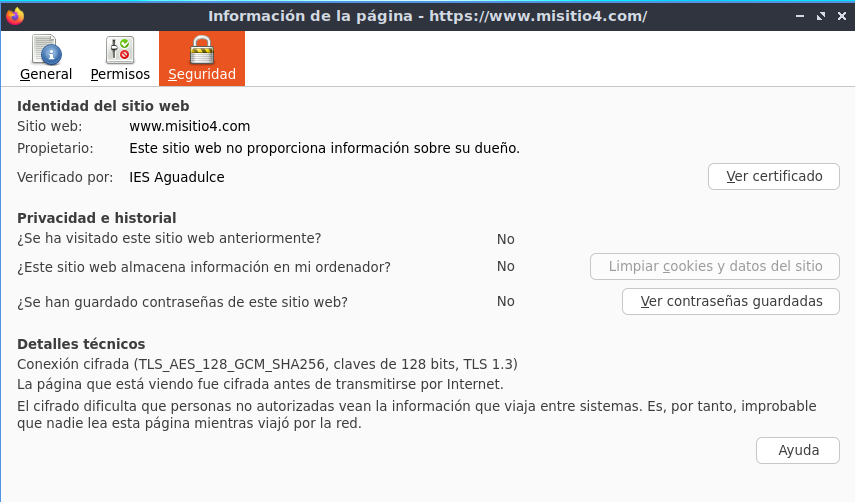 Información de la página - https://www.misitio4.com/
General
Permisos
Seguridad
Identidad del sitio web
Sitio web: www.misitio4.com
Propietario: Este sitio web no proporciona información sobre su dueño.
Verificado por: IES Aguadulce Ver certificado
Privacidad e historial
¿Se ha visitado este sitio web anteriormente? No
¿Este sitio web almacena información en mi ordenador? No Limpiar cookies y datos del sitio
¿Se han guardado contraseñas de este sitio web? No Ver contraseñas guardadas
Detalles técnicos
Conexión cifrada (TLS_AES_128_GCM_SHA256, claves de 128 bits, TLS 1.3)
La página que está viendo fue cifrada antes de transmitirse por Internet.
El cifrado dificulta que personas no autorizadas vean la información que viaja entre sistemas. Es, por tanto, improbable
que nadie lea esta página mientras viajó por la red.
Ayuda